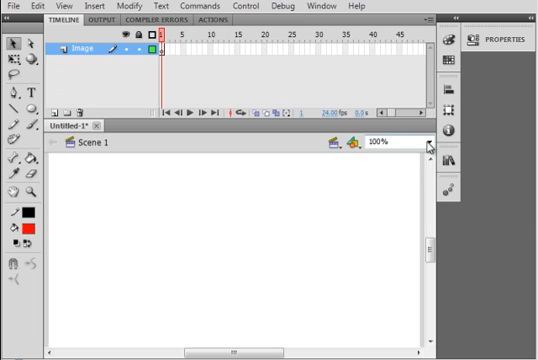 File Edit View Insert Modify Text Commands Control Debug Window Help
TIMELINE OUTPUT COMPILER ERRORS ACTIONS
1 5 10 15 20 25 30 35 40 45
Image
1 24.00 fps 0.0 s
Untitled-1*
Scene 1 100%
PROPERTIES